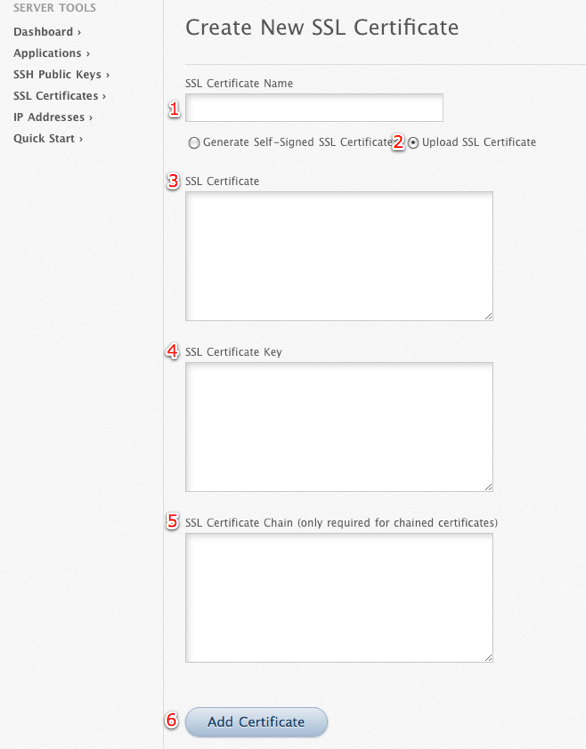 SERVER TOOLS
Dashboard ›
Applications ›
SSH Public Keys ›
SSL Certificates ›
IP Addresses ›
Quick Start ›
Create New SSL Certificate
SSL Certificate Name
1
Generate Self-Signed SSL Certificate 2 Upload SSL Certificate
3 SSL Certificate
4 SSL Certificate Key
5 SSL Certificate Chain (only required for chained certificates)
6 Add Certificate